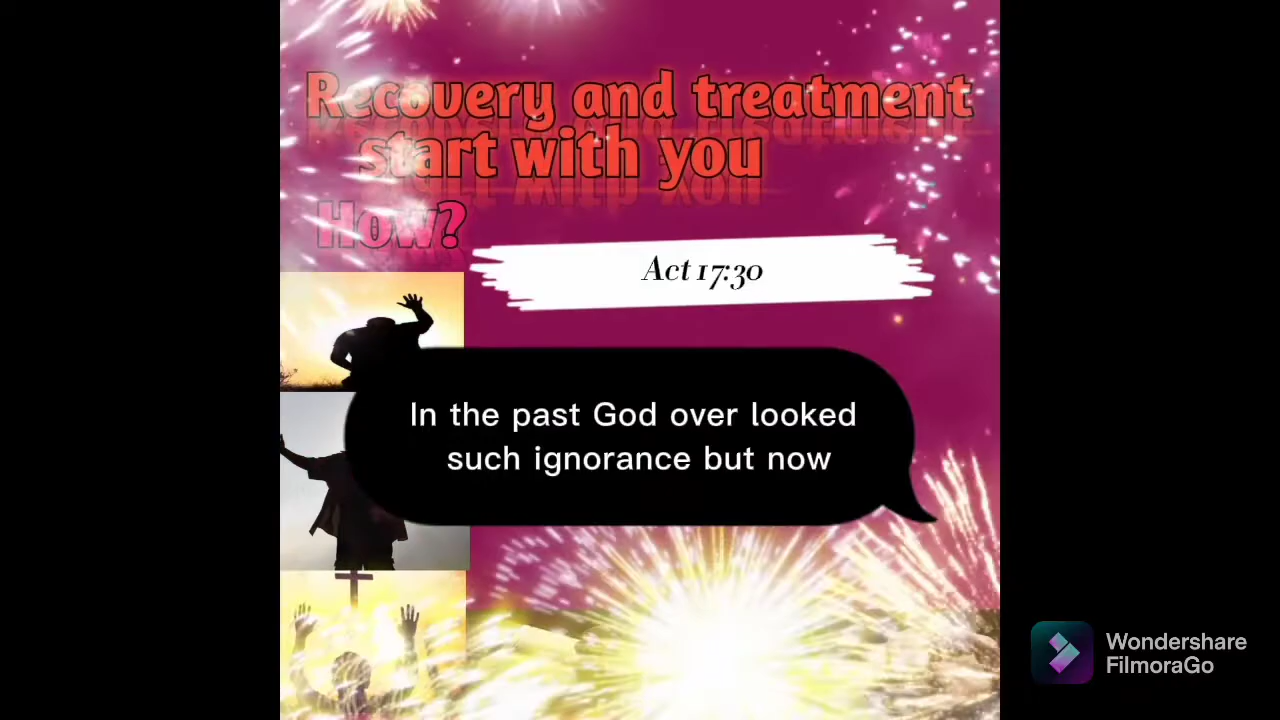 Recovery and treatment
start with you
How?
Act 17:30
In the past God over looked
such ignorance but now
Wondershare
FilmoraGo